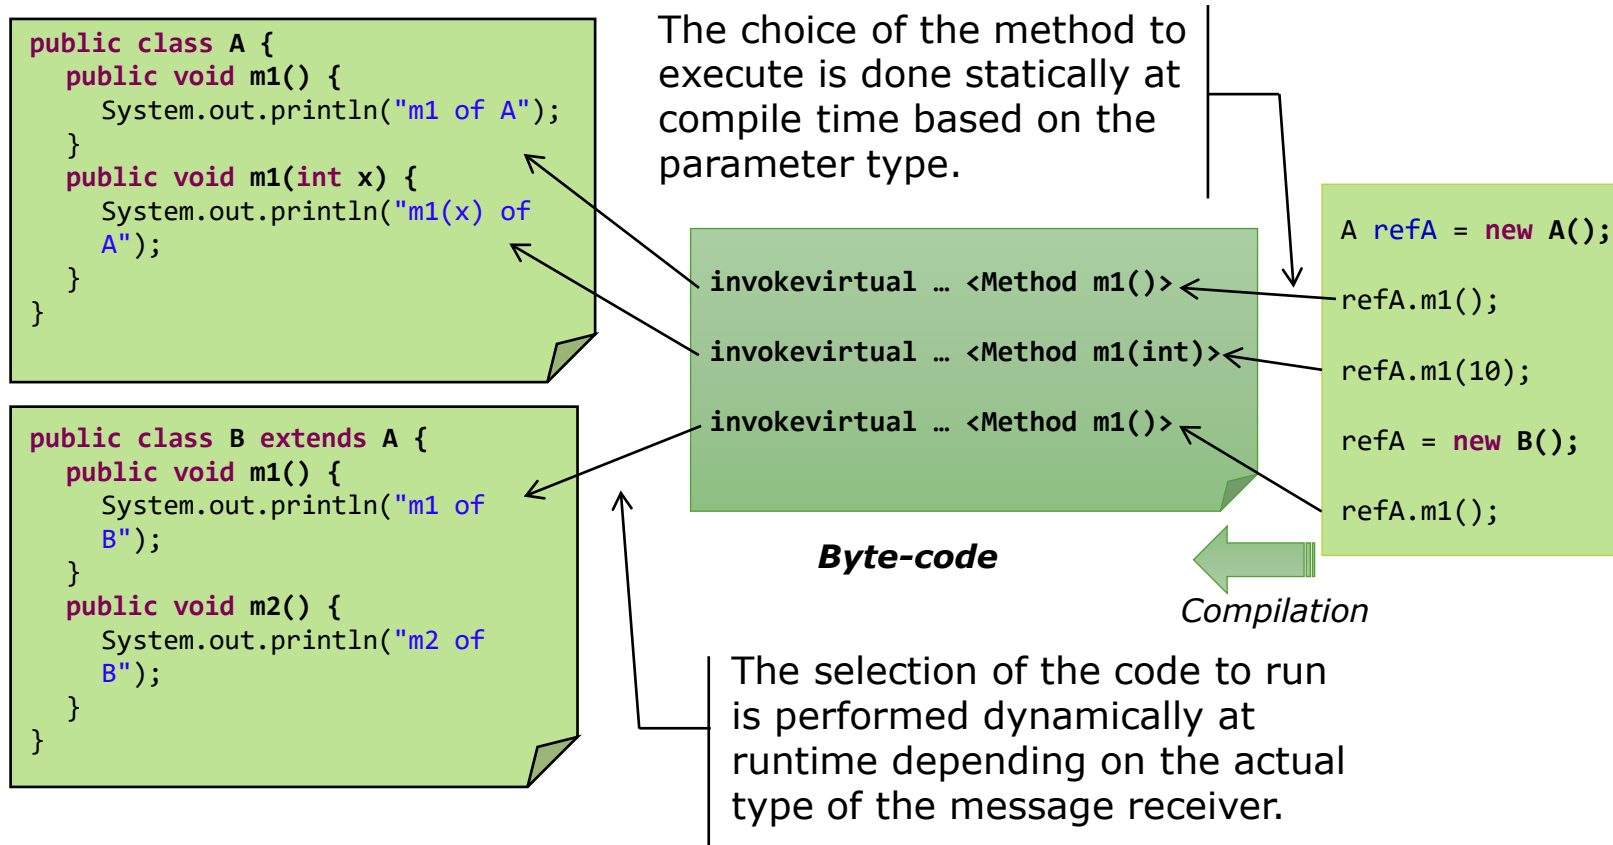 public class A {
public void m1() {
System.out.println("m1 of A");
}
public void m1(int x) {
System.out.println("m1(x) of
A");
}
}
public class B extends A {
public void m1() {
System.out.println("m1 of
B");
}
public void m2() {
System.out.println("m2 of
B");
}
}
The choice of the method to
execute is done statically at
compile time based on the
parameter type.
invokevirtual … <Method m1()>
invokevirtual … <Method m1(int)>
invokevirtual … <Method m1()>
Byte-code
A refA = new A();
refA.m1();
refA.m1(10);
refA = new B();
refA.m1();
Compilation
The selection of the code to run
is performed dynamically at
runtime depending on the actual
type of the message receiver.